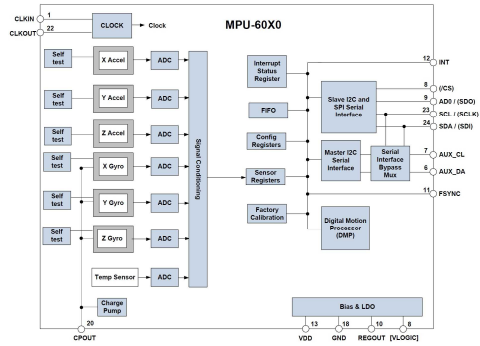 CLKIN 1
CLKOUT 22
CLOCK
Clock
MPU-60X0
Self test
X Accel
ADC
Self test
Y Accel
ADC
Self test
Z Accel
ADC
Self test
X Gyro
ADC
Self test
Y Gyro
ADC
Self test
Z Gyro
ADC
Temp Sensor
ADC
Signal Conditioning
Charge
Pump
20
CPOUT
Interrupt
Status
Register
FIFO
Config
Registers
Sensor
Registers
Factory
Calibration
Slave I2C and
SPI Serial
Interface
Master I2C
Serial
Interface
Serial
Interface
Bypass
Mux
Digital Motion
Processor
(DMP)
12 INT
8 (/CS)
9 AD0 / (SDO)
23 SCL / (SCLK)
24 SDA / (SDI)
7 AUX_CL
6 AUX_DA
11 FSYNC
Bias & LDO
13 18 10 8
VDD GND REGOUT [VLOGIC]